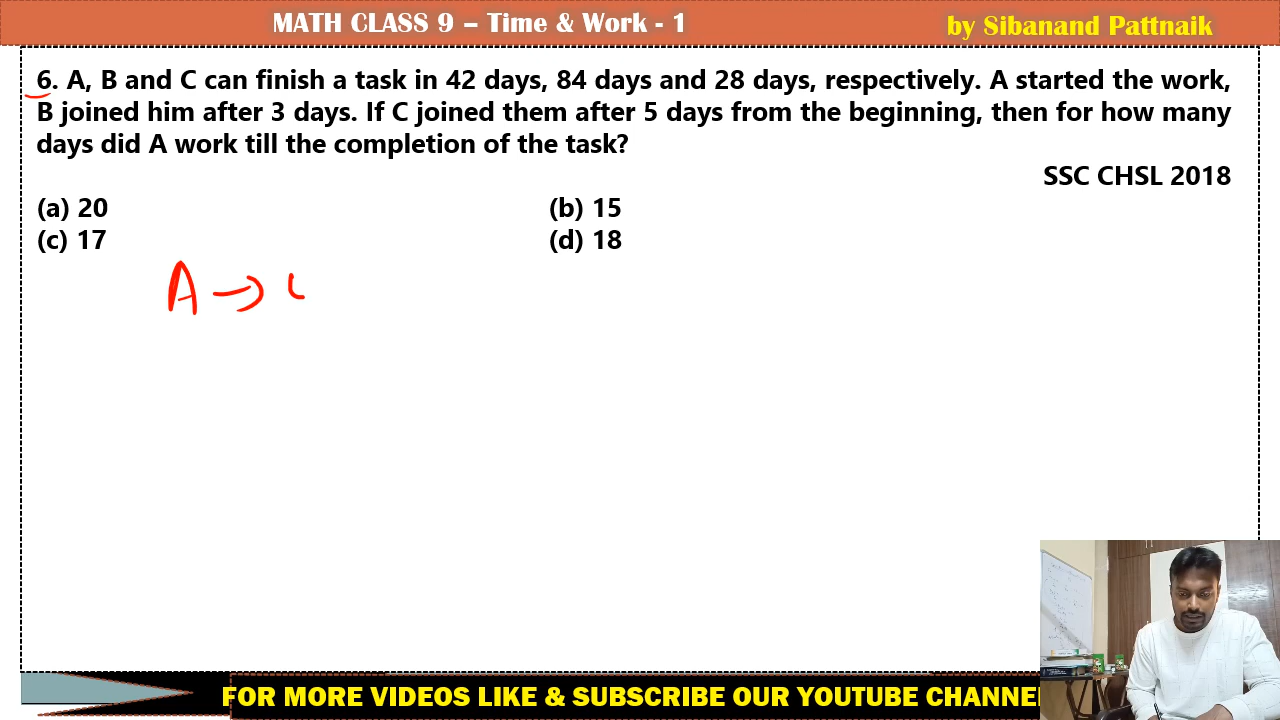 MATH CLASS 9 – Time & Work - 1
by Sibanand Pattnaik
6. A, B and C can finish a task in 42 days, 84 days and 28 days, respectively. A started the work,
B joined him after 3 days. If C joined them after 5 days from the beginning, then for how many
days did A work till the completion of the task?
SSC CHSL 2018
(a) 20 (b) 15
(c) 17 (d) 18
A →
FOR MORE VIDEOS LIKE & SUBSCRIBE OUR YOUTUBE CHANNE